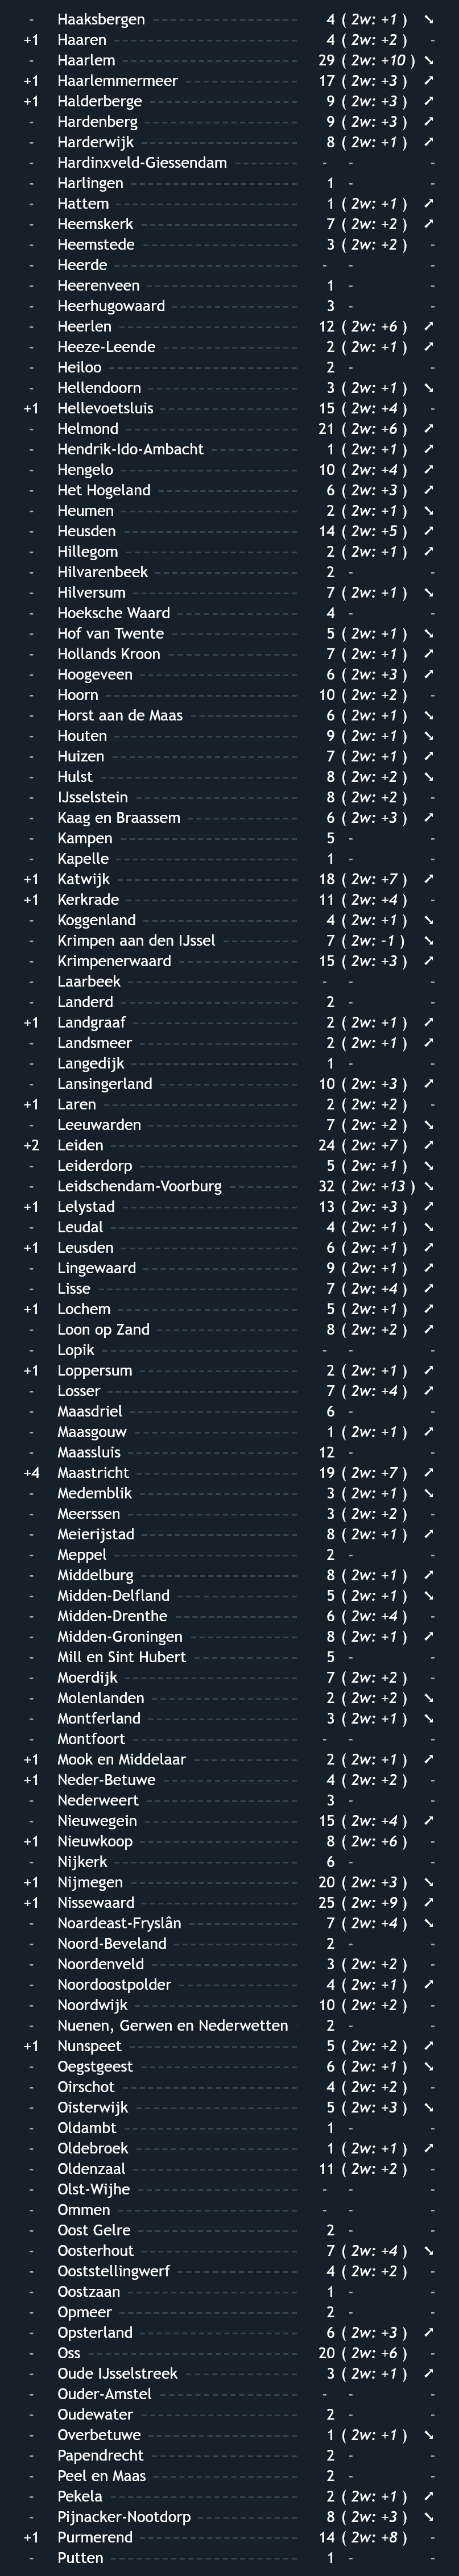 - Haaksbergen 4 ( 2w: +1 ) ↘
+1 Haaren 4 ( 2w: +2 ) -
- Haarlem 29 ( 2w: +10 ) ↘
+1 Haarlemmermeer 17 ( 2w: +3 ) ↗
+1 Halderberge 9 ( 2w: +3 ) ↗
- Hardenberg 9 ( 2w: +3 ) ↗
- Harderwijk 8 ( 2w: +1 ) ↗
- Hardinxveld-Giessendam - - -
- Harlingen 1 - -
- Hattem 1 ( 2w: +1 ) ↗
- Heemskerk 7 ( 2w: +2 ) ↗
- Heemstede 3 ( 2w: +2 ) -
- Heerde - - -
- Heerenveen 1 - -
- Heerhugowaard 3 - -
- Heerlen 12 ( 2w: +6 ) ↗
- Heeze-Leende 2 ( 2w: +1 ) ↗
- Heiloo 2 - -
- Hellendoorn 3 ( 2w: +1 ) ↘
+1 Hellevoetsluis 15 ( 2w: +4 ) -
- Helmond 21 ( 2w: +6 ) ↗
- Hendrik-Ido-Ambacht 1 ( 2w: +1 ) ↗
- Hengelo 10 ( 2w: +4 ) ↗
- Het Hogeland 6 ( 2w: +3 ) ↗
- Heumen 2 ( 2w: +1 ) ↘
- Heusden 14 ( 2w: +5 ) ↗
- Hillegom 2 ( 2w: +1 ) ↗
- Hilvarenbeek 2 - -
- Hilversum 7 ( 2w: +1 ) ↘
- Hoeksche Waard 4 - -
- Hof van Twente 5 ( 2w: +1 ) ↘
- Hollands Kroon 7 ( 2w: +1 ) ↗
- Hoogeveen 6 ( 2w: +3 ) ↗
- Hoorn 10 ( 2w: +2 ) -
- Horst aan de Maas 6 ( 2w: +1 ) ↘
- Houten 9 ( 2w: +1 ) ↘
- Huizen 7 ( 2w: +1 ) ↗
- Hulst 8 ( 2w: +2 ) ↘
- IJsselstein 8 ( 2w: +2 ) -
- Kaag en Braassem 6 ( 2w: +3 ) ↗
- Kampen 5 - -
- Kapelle 1 - -
+1 Katwijk 18 ( 2w: +7 ) ↗
+1 Kerkrade 11 ( 2w: +4 ) -
- Koggenland 4 ( 2w: +1 ) ↘
- Krimpen aan den IJssel 7 ( 2w: -1 ) ↘
- Krimpenerwaard 15 ( 2w: +3 ) ↗
- Laarbeek - - -
- Landerd 2 - -
+1 Landgraaf 2 ( 2w: +1 ) ↗
- Landsmeer 2 ( 2w: +1 ) ↗
- Langedijk 1 - -
- Lansingerland 10 ( 2w: +3 ) ↗
+1 Laren 2 ( 2w: +2 ) -
- Leeuwarden 7 ( 2w: +2 ) ↘
+2 Leiden 24 ( 2w: +7 ) ↗
- Leiderdorp 5 ( 2w: +1 ) ↘
- Leidschendam-Voorburg 32 ( 2w: +13 ) ↘
+1 Lelystad 13 ( 2w: +3 ) ↗
- Leudal 4 ( 2w: +1 ) ↘
+1 Leusden 6 ( 2w: +1 ) ↗
- Lingewaard 9 ( 2w: +1 ) ↗
- Lisse 7 ( 2w: +4 ) ↗
+1 Lochem 5 ( 2w: +1 ) ↗
- Loon op Zand 8 ( 2w: +2 ) ↗
- Lopik - - -
+1 Loppersum 2 ( 2w: +1 ) ↗
- Losser 7 ( 2w: +4 ) ↗
- Maasdriel 6 - -
- Maasgouw 1 ( 2w: +1 ) ↗
- Maassluis 12 - -
+4 Maastricht 19 ( 2w: +7 ) ↗
- Medemblik 3 ( 2w: +1 ) ↘
- Meerssen 3 ( 2w: +2 ) -
- Meierijstad 8 ( 2w: +1 ) ↗
- Meppel 2 - -
- Middelburg 8 ( 2w: +1 ) ↗
- Midden-Delfland 5 ( 2w: +1 ) ↘
- Midden-Drenthe 6 ( 2w: +4 ) -
- Midden-Groningen 8 ( 2w: +1 ) ↗
- Mill en Sint Hubert 5 - -
- Moerdijk 7 ( 2w: +2 ) -
- Molenlanden 2 ( 2w: +2 ) ↘
- Montferland 3 ( 2w: +1 ) ↘
- Montfoort - - -
+1 Mook en Middelaar 2 ( 2w: +1 ) ↗
+1 Neder-Betuwe 4 ( 2w: +2 ) -
- Nederweert 3 - -
- Nieuwegein 15 ( 2w: +4 ) ↗
+1 Nieuwkoop 8 ( 2w: +6 ) -
- Nijkerk 6 - -
+1 Nijmegen 20 ( 2w: +3 ) ↘
+1 Nissewaard 25 ( 2w: +9 ) ↗
- Noardeast-Fryslân 7 ( 2w: +4 ) ↘
- Noord-Beveland 2 - -
- Noordenveld 3 ( 2w: +2 ) -
- Noordoostpolder 4 ( 2w: +1 ) ↗
- Noordwijk 10 ( 2w: +2 ) -
- Nuenen, Gerwen en Nederwetten 2 - -
+1 Nunspeet 5 ( 2w: +2 ) ↗
- Oegstgeest 6 ( 2w: +1 ) ↘
- Oirschot 4 ( 2w: +2 ) -
- Oisterwijk 5 ( 2w: +3 ) ↘
- Oldambt 1 - -
- Oldebroek 1 ( 2w: +1 ) ↗
- Oldenzaal 11 ( 2w: +2 ) -
- Olst-Wijhe - - -
- Ommen - - -
- Oost Gelre 2 - -
- Oosterhout 7 ( 2w: +4 ) ↘
- Ooststellingwerf 4 ( 2w: +2 ) -
- Oostzaan 1 - -
- Opmeer 2 - -
- Opsterland 6 ( 2w: +3 ) ↗
- Oss 20 ( 2w: +6 ) -
- Oude IJsselstreek 3 ( 2w: +1 ) ↗
- Ouder-Amstel - - -
- Oudewater 2 - -
- Overbetuwe 1 ( 2w: +1 ) ↘
- Papendrecht 2 - -
- Peel en Maas 2 - -
- Pekela 2 ( 2w: +1 ) ↗
- Pijnacker-Nootdorp 8 ( 2w: +3 ) ↘
+1 Purmerend 14 ( 2w: +8 ) -
- Putten 1 - -